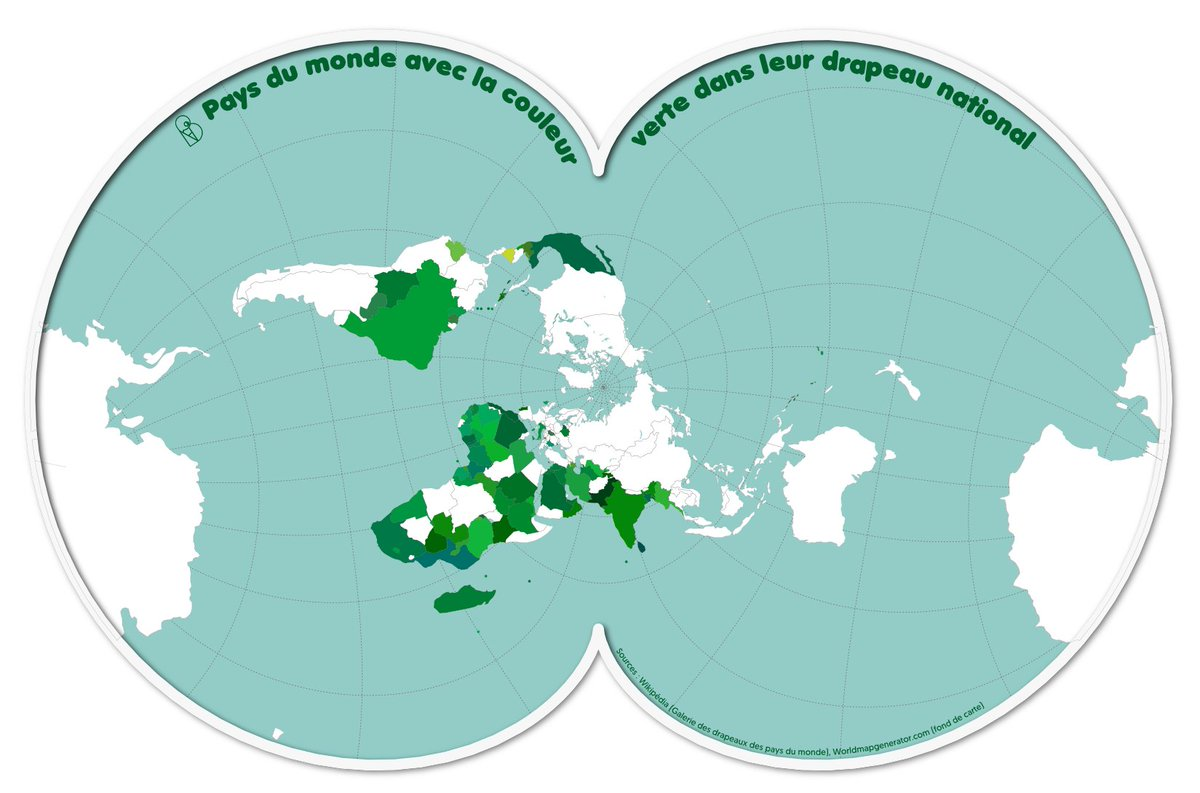 Pays du monde avec la couleur verte dans leur drapeau national
Sources - Wikipédia (Galerie des drapeaux des pays du monde), Worldmapgenerator.com (fond de carte)